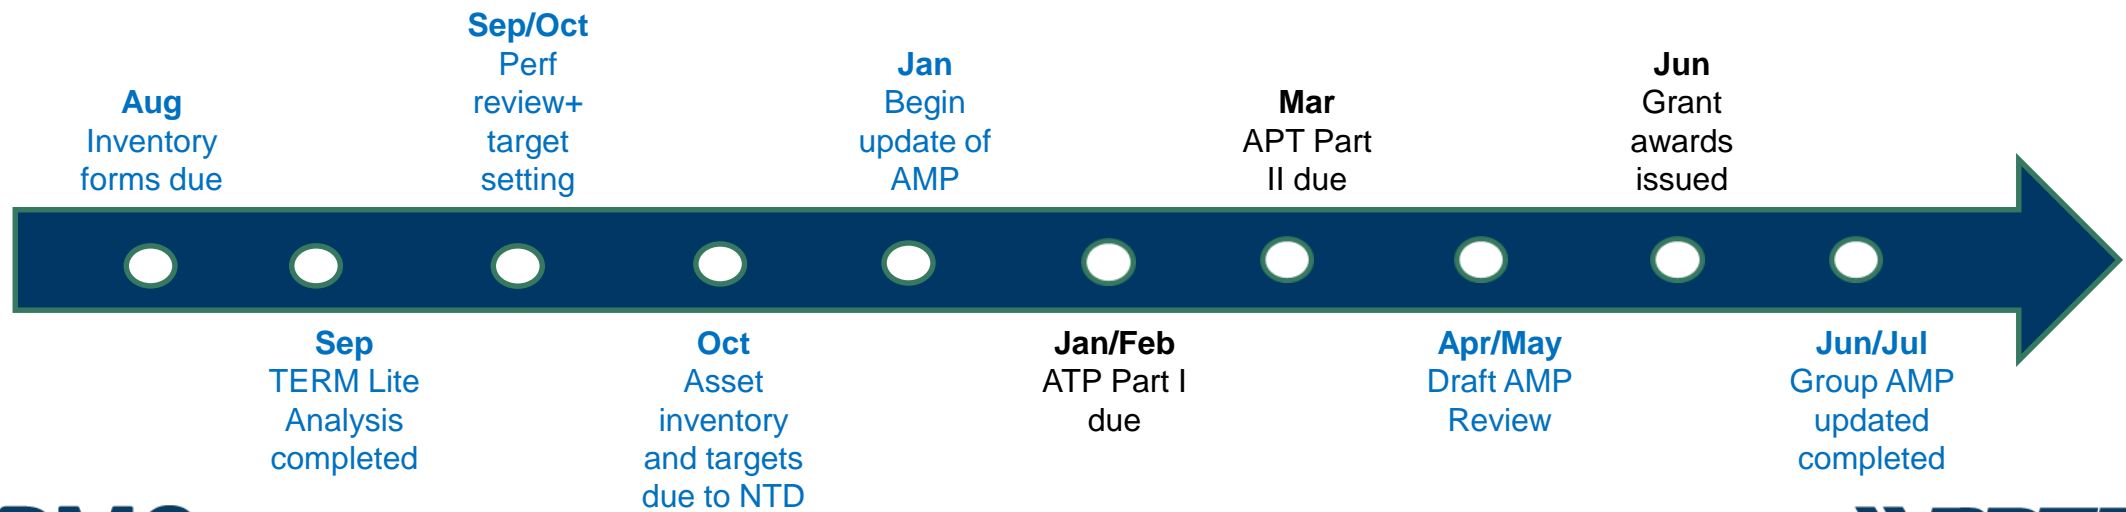 Aug
Inventory
forms due
Sep
TERM Lite
Analysis
completed
Sep/Oct
Perf
review+
target
setting
Oct
Asset
inventory
and targets
due to NTD
Jan
Begin
update of
AMP
Jan/Feb
ATP Part I
due
Mar
APT Part
II due
Apr/May
Draft AMP
Review
Jun
Grant
awards
issued
Jun/Jul
Group AMP
updated
completed